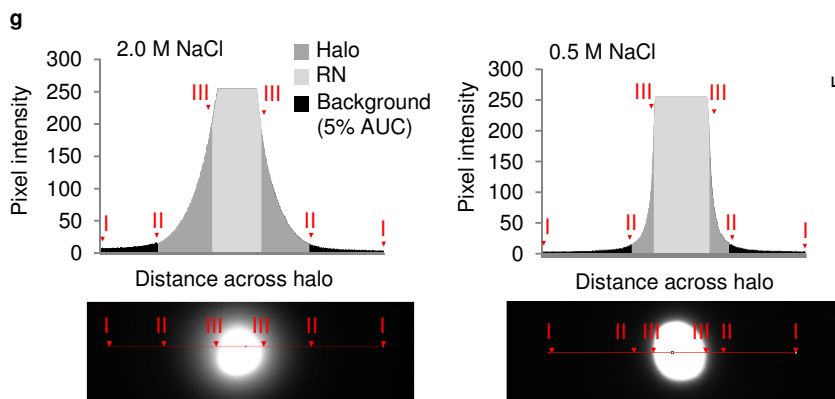 g
2.0 M NaCl
Halo
RN
Background
(5% AUC)
Pixel intensity
300
250
200
150
100
50
0
I
II
III
III
II
I
Distance across halo
I
II
III
III
II
I
0.5 M NaCl
Pixel intensity
300
250
200
150
100
50
0
I
II
III
III
II
I
Distance across halo
I
II
III
III
II
I